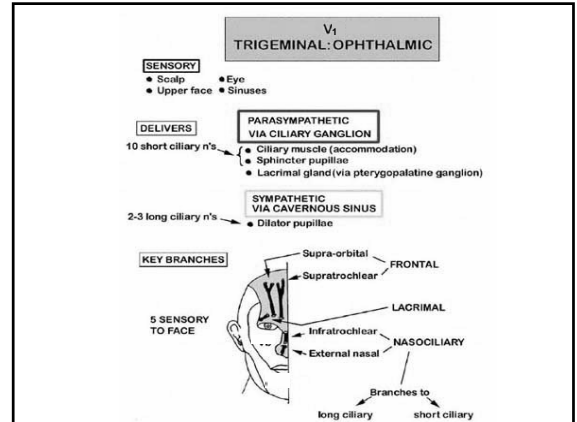 V₁
TRIGEMINAL: OPHTHALMIC
SENSORY
• Scalp • Eye
• Upper face • Sinuses
PARASYMPATHETIC
VIA CILIARY GANGLION
DELIVERS
10 short ciliary n's
• Ciliary muscle (accommodation)
• Sphincter pupillae
• Lacrimal gland (via pterygopalatine ganglion)
SYMPATHETIC
VIA CAVERNOUS SINUS
2-3 long ciliary n's
• Dilator pupillae
KEY BRANCHES
Supra-orbital
FRONTAL
Supratrochlear
LACRIMAL
5 SENSORY
TO FACE
Infratrochlear
NASOCILIARY
External nasal
Branches to
long ciliary short ciliary